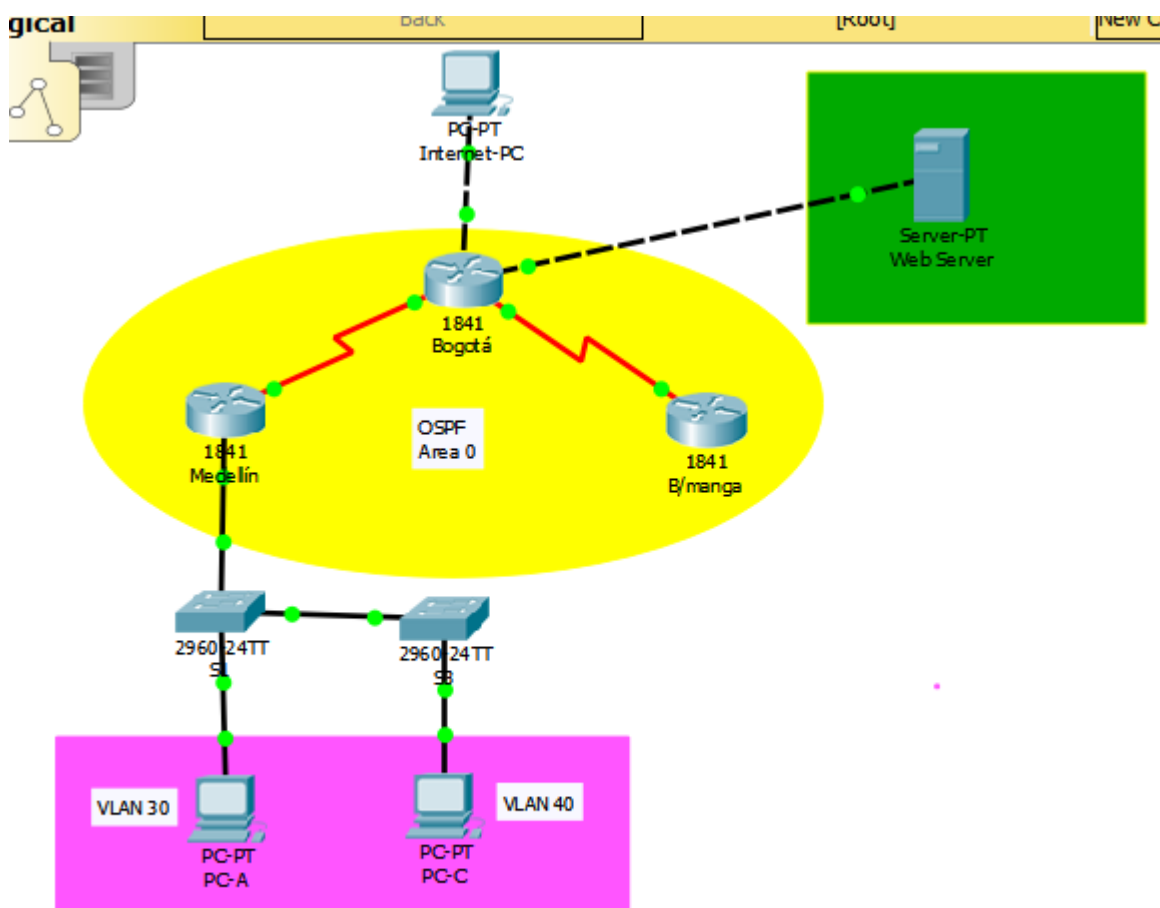 gical
Back
[Root]
New C
PC-PT
Internet-PC
Server-PT
Web Server
1841
Bogotá
OSPF
Area 0
1841
Medellín
1841
B/manga
2960-24TT
S1
2960-24TT
S3
VLAN 30
VLAN 40
PC-PT
PC-A
PC-PT
PC-C